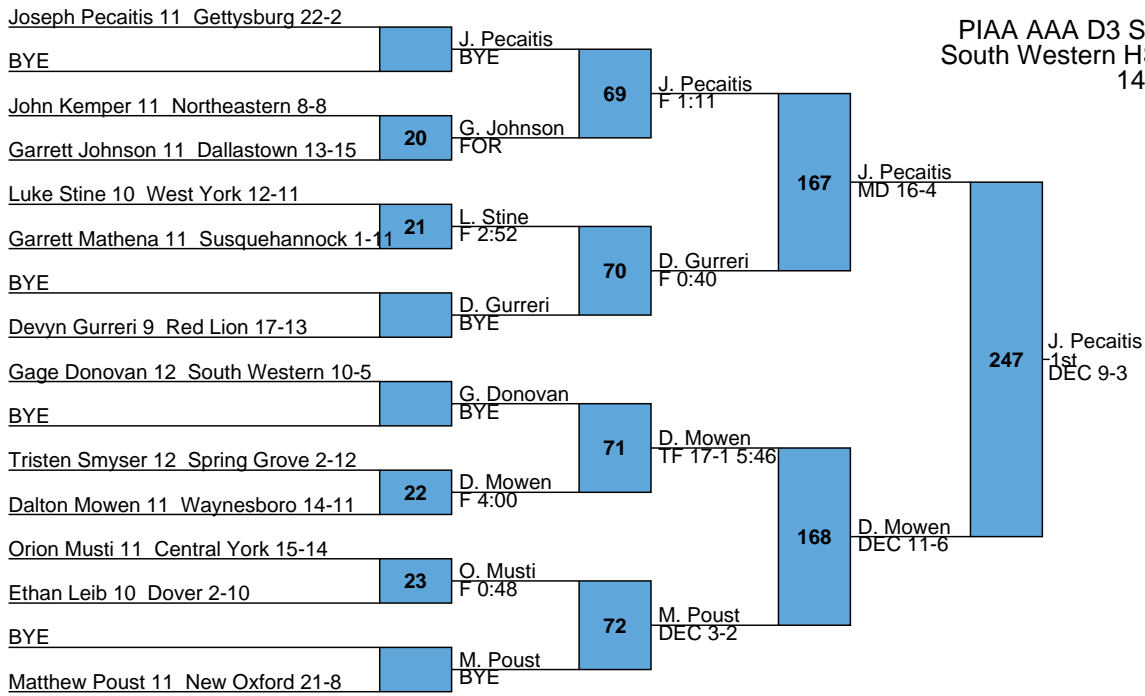 Joseph Pecaitis 11 Gettysburg 22-2
BYE
John Kemper 11 Northeastern 8-8
Garrett Johnson 11 Dallastown 13-15
Luke Stine 10 West York 12-11
Garrett Mathena 11 Susquehannock 1-11
BYE
Devyn Gurreri 9 Red Lion 17-13
Gage Donovan 12 South Western 10-5
BYE
Tristen Smyser 12 Spring Grove 2-12
Dalton Mowen 11 Waynesboro 14-11
Orion Musti 11 Central York 15-14
Ethan Leib 10 Dover 2-10
BYE
Matthew Poust 11 New Oxford 21-8
20
21
22
23
J. Pecaitis
BYE
G. Johnson
FOR
L. Stine
F 2:52
D. Gurreri
BYE
G. Donovan
BYE
D. Mowen
F 4:00
O. Musti
F 0:48
M. Poust
BYE
69
70
71
72
J. Pecaitis
F 1:11
D. Gurreri
F 0:40
D. Mowen
TF 17-1 5:46
M. Poust
DEC 3-2
167
168
J. Pecaitis
MD 16-4
D. Mowen
DEC 11-6
247
J. Pecaitis
1st
DEC 9-3
PIAA AAA D3 S
South Western H
14